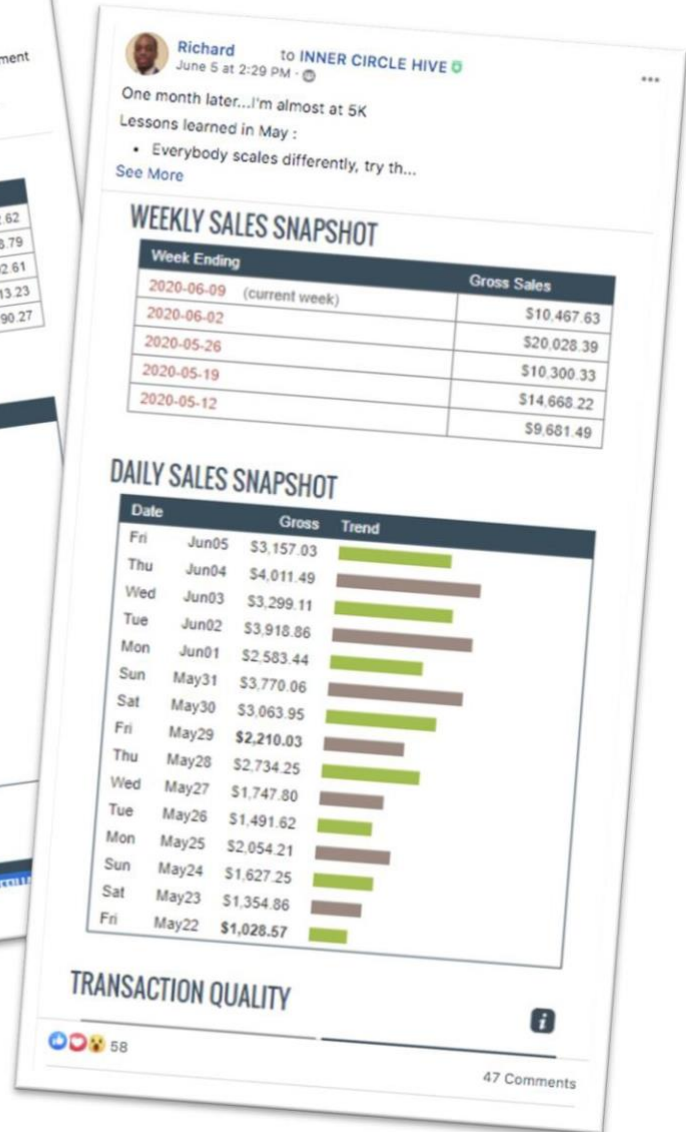 ment
.62
3.79
2.61
13.23
90.27
Richard to INNER CIRCLE HIVE
June 5 at 2:29 PM ·
One month later...I'm almost at 5K
Lessons learned in May :
• Everybody scales differently, try th...
See More
WEEKLY SALES SNAPSHOT
Week Ending Gross Sales
2020-06-09 (current week) $10,467.63
2020-06-02 $20,028.39
2020-05-26 $10,300.33
2020-05-19 $14,668.22
2020-05-12 $9,681.49
DAILY SALES SNAPSHOT
Date Gross Trend
Fri Jun05 $3,157.03
Thu Jun04 $4,011.49
Wed Jun03 $3,299.11
Tue Jun02 $3,918.86
Mon Jun01 $2,583.44
Sun May31 $3,770.06
Sat May30 $3,063.95
Fri May29 $2,210.03
Thu May28 $2,734.25
Wed May27 $1,747.80
Tue May26 $1,491.62
Mon May25 $2,054.21
Sun May24 $1,627.25
Sat May23 $1,354.86
Fri May22 $1,028.57
TRANSACTION QUALITY
i
58
47 Comments